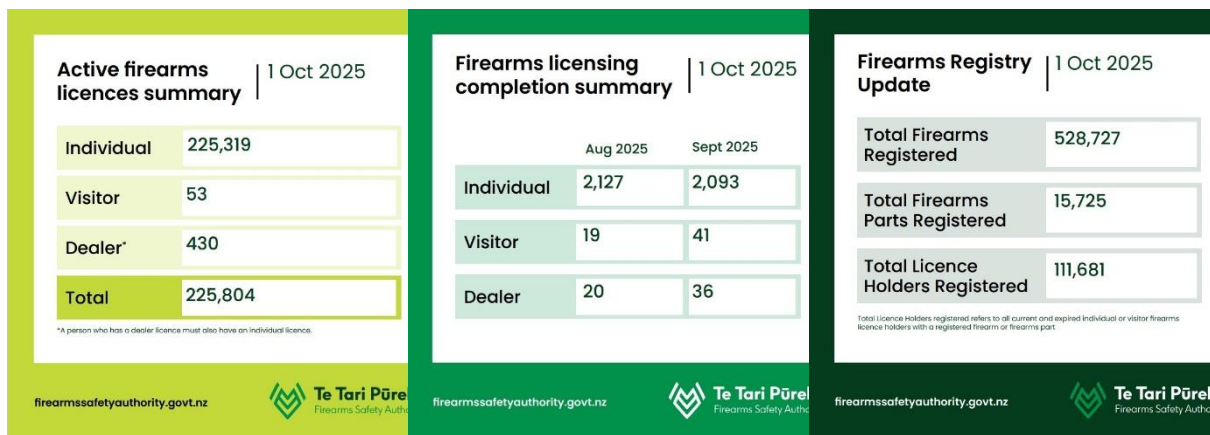 Active firearms
licences summary
1 Oct 2025
Individual 225,319
Visitor 53
Dealer* 430
Total 225,804
*A person who has a dealer licence must also have an individual licence.
firearmssafetyauthority.govt.nz
Te Tari Pūre
Firearms Safety Autho
Firearms licensing
completion summary
1 Oct 2025
Aug 2025 Sept 2025
Individual 2,127 2,093
Visitor 19 41
Dealer 20 36
firearmssafetyauthority.govt.nz
Te Tari Pūre
Firearms Safety Autho
Firearms Registry
Update
1 Oct 2025
Total Firearms
Registered
528,727
Total Firearms
Parts Registered
15,725
Total Licence
Holders Registered
111,681
Total Licence Holders registered refers to all current and expired individual or visitor firearms
licence holders with a registered firearm or firearms part
firearmssafetyauthority.govt.nz
Te Tari Pūre
Firearms Safety Autho